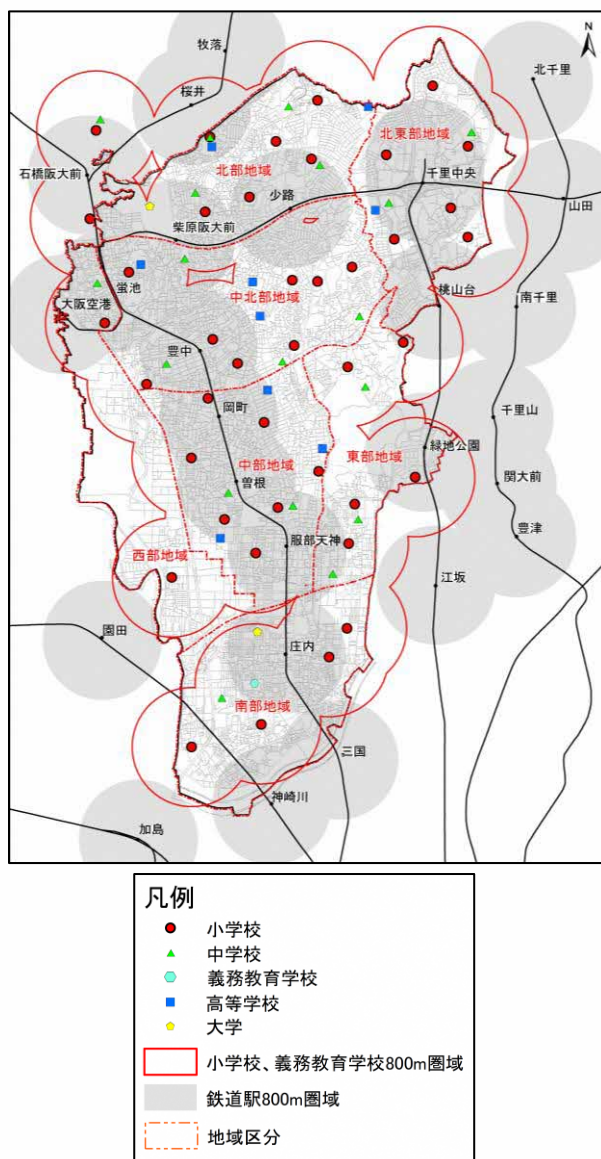 牧落
N
北千里
桜井
北東部地域
石橋阪大前
北部地域
千里中央
少路
山田
柴原阪大前
蛍池
中北部地域
大阪空港
桃山台
南千里
豊中
岡町
千里山
緑地公園
中部地域
東部地域
曽根
関大前
服部天神
豊津
西部地域
江坂
園田
庄内
南部地域
三国
神崎川
加島
凡例
小学校
中学校
義務教育学校
高等学校
大学
小学校、義務教育学校800m圏域
鉄道駅800m圏域
地域区分